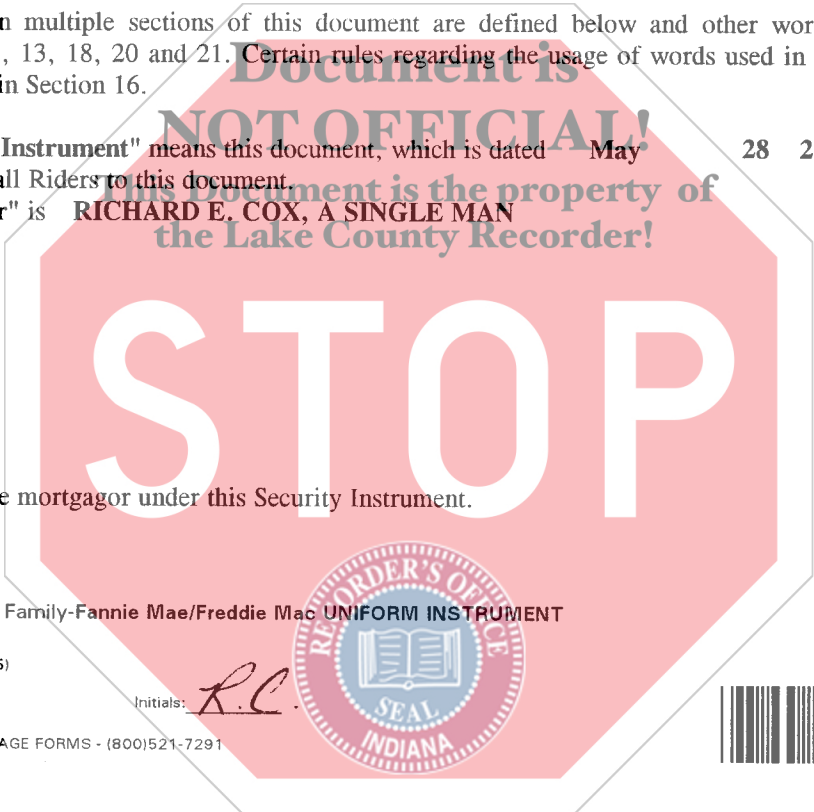 n multiple sections of this document are defined below and other wor
, 13, 18, 20 and 21. Certain rules regarding the usage of words used in
in Section 16.
Document is
NOT OFFICIAL!
Instrument" means this document, which is dated May 28 2
all Riders to this document.
This Document is the property of
r" is RICHARD E. COX, A SINGLE MAN
the Lake County Recorder!
STOP
e mortgagor under this Security Instrument.
Family-Fannie Mae/Freddie Mac UNIFORM INSTRUMENT
RECORDER'S OFFICE
SEAL
INDIANA
Initials: R.C.
AGE FORMS - (800)521-7291